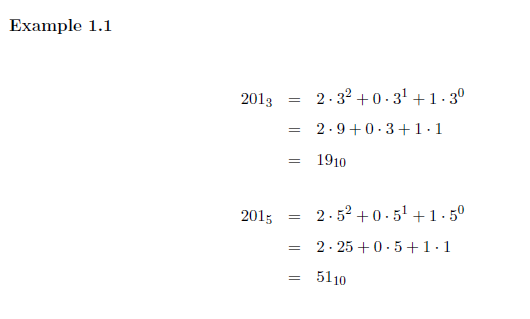 Example 1.1
201₃ = 2 · 3² + 0 · 3¹ + 1 · 3⁰
= 2 · 9 + 0 · 3 + 1 · 1
= 19₁₀
201₅ = 2 · 5² + 0 · 5¹ + 1 · 5⁰
= 2 · 25 + 0 · 5 + 1 · 1
= 51₁₀